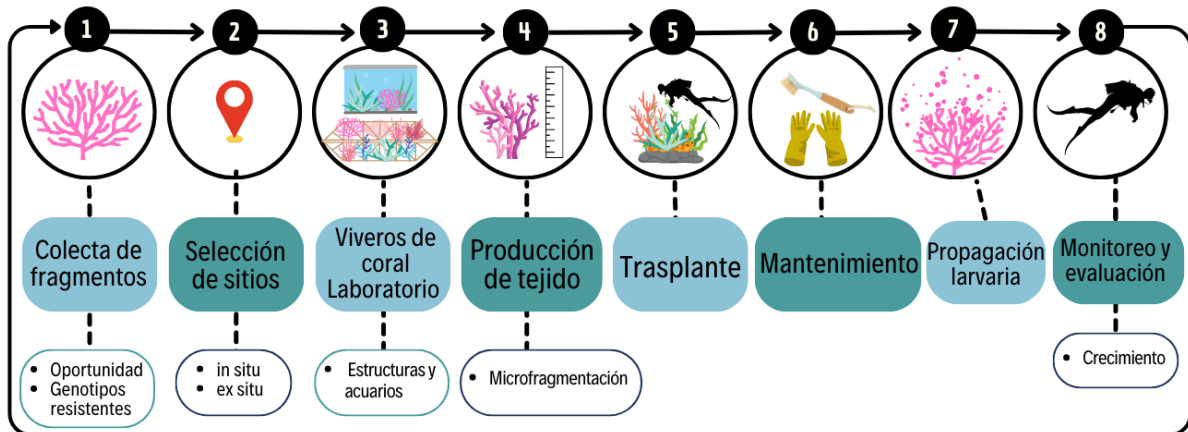 1
2
3
4
5
6
7
8
Colecta de
fragmentos
Selección
de sitios
Viveros de
coral
Laboratorio
Producción
de tejido
Trasplante
Mantenimiento
Propagación
larvaria
Monitoreo y
evaluación
• Oportunidad
• Genotipos
resistentes
• in situ
• ex situ
• Estructuras y
acuarios
• Microfragmentación
• Crecimiento